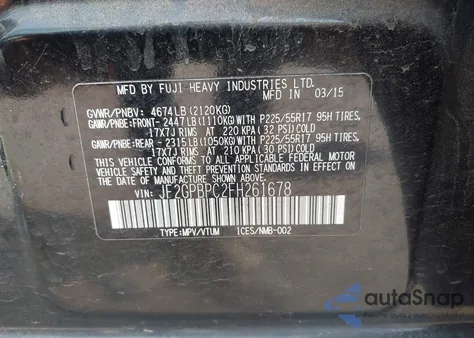 MFD. BY FUJI HEAVY INDUSTRIES LTD.
03/15
GVWR/PNBV: 4674LB(2120KG)
GAWR/PNBE:FRONT- 2447LB(1110KG)WITH P225/55R17 95H TIRES,
17X7J RIMS AT 220 KPA(32 PSI)COLD
GAWR/PNBE:REAR - 2315LB(1050KG)WITH P225/55R17 95H TIRES,
17X7J RIMS AT 210 KPA(30 PSI)COLD
THIS VEHICLE CONFORMS TO ALL APPLICABLE FEDERAL MOTOR
VEHICLE SAFETY, BUMPER, AND THEFT PREVENTION STANDARDS
IN EFFECT ON THE DATE OF MANUFACTURE SHOWN ABOVE.
VIN: JF2GPBPC2FH261678
TYPE:MPV/VTUM ICES/NMB-002
autoSnap